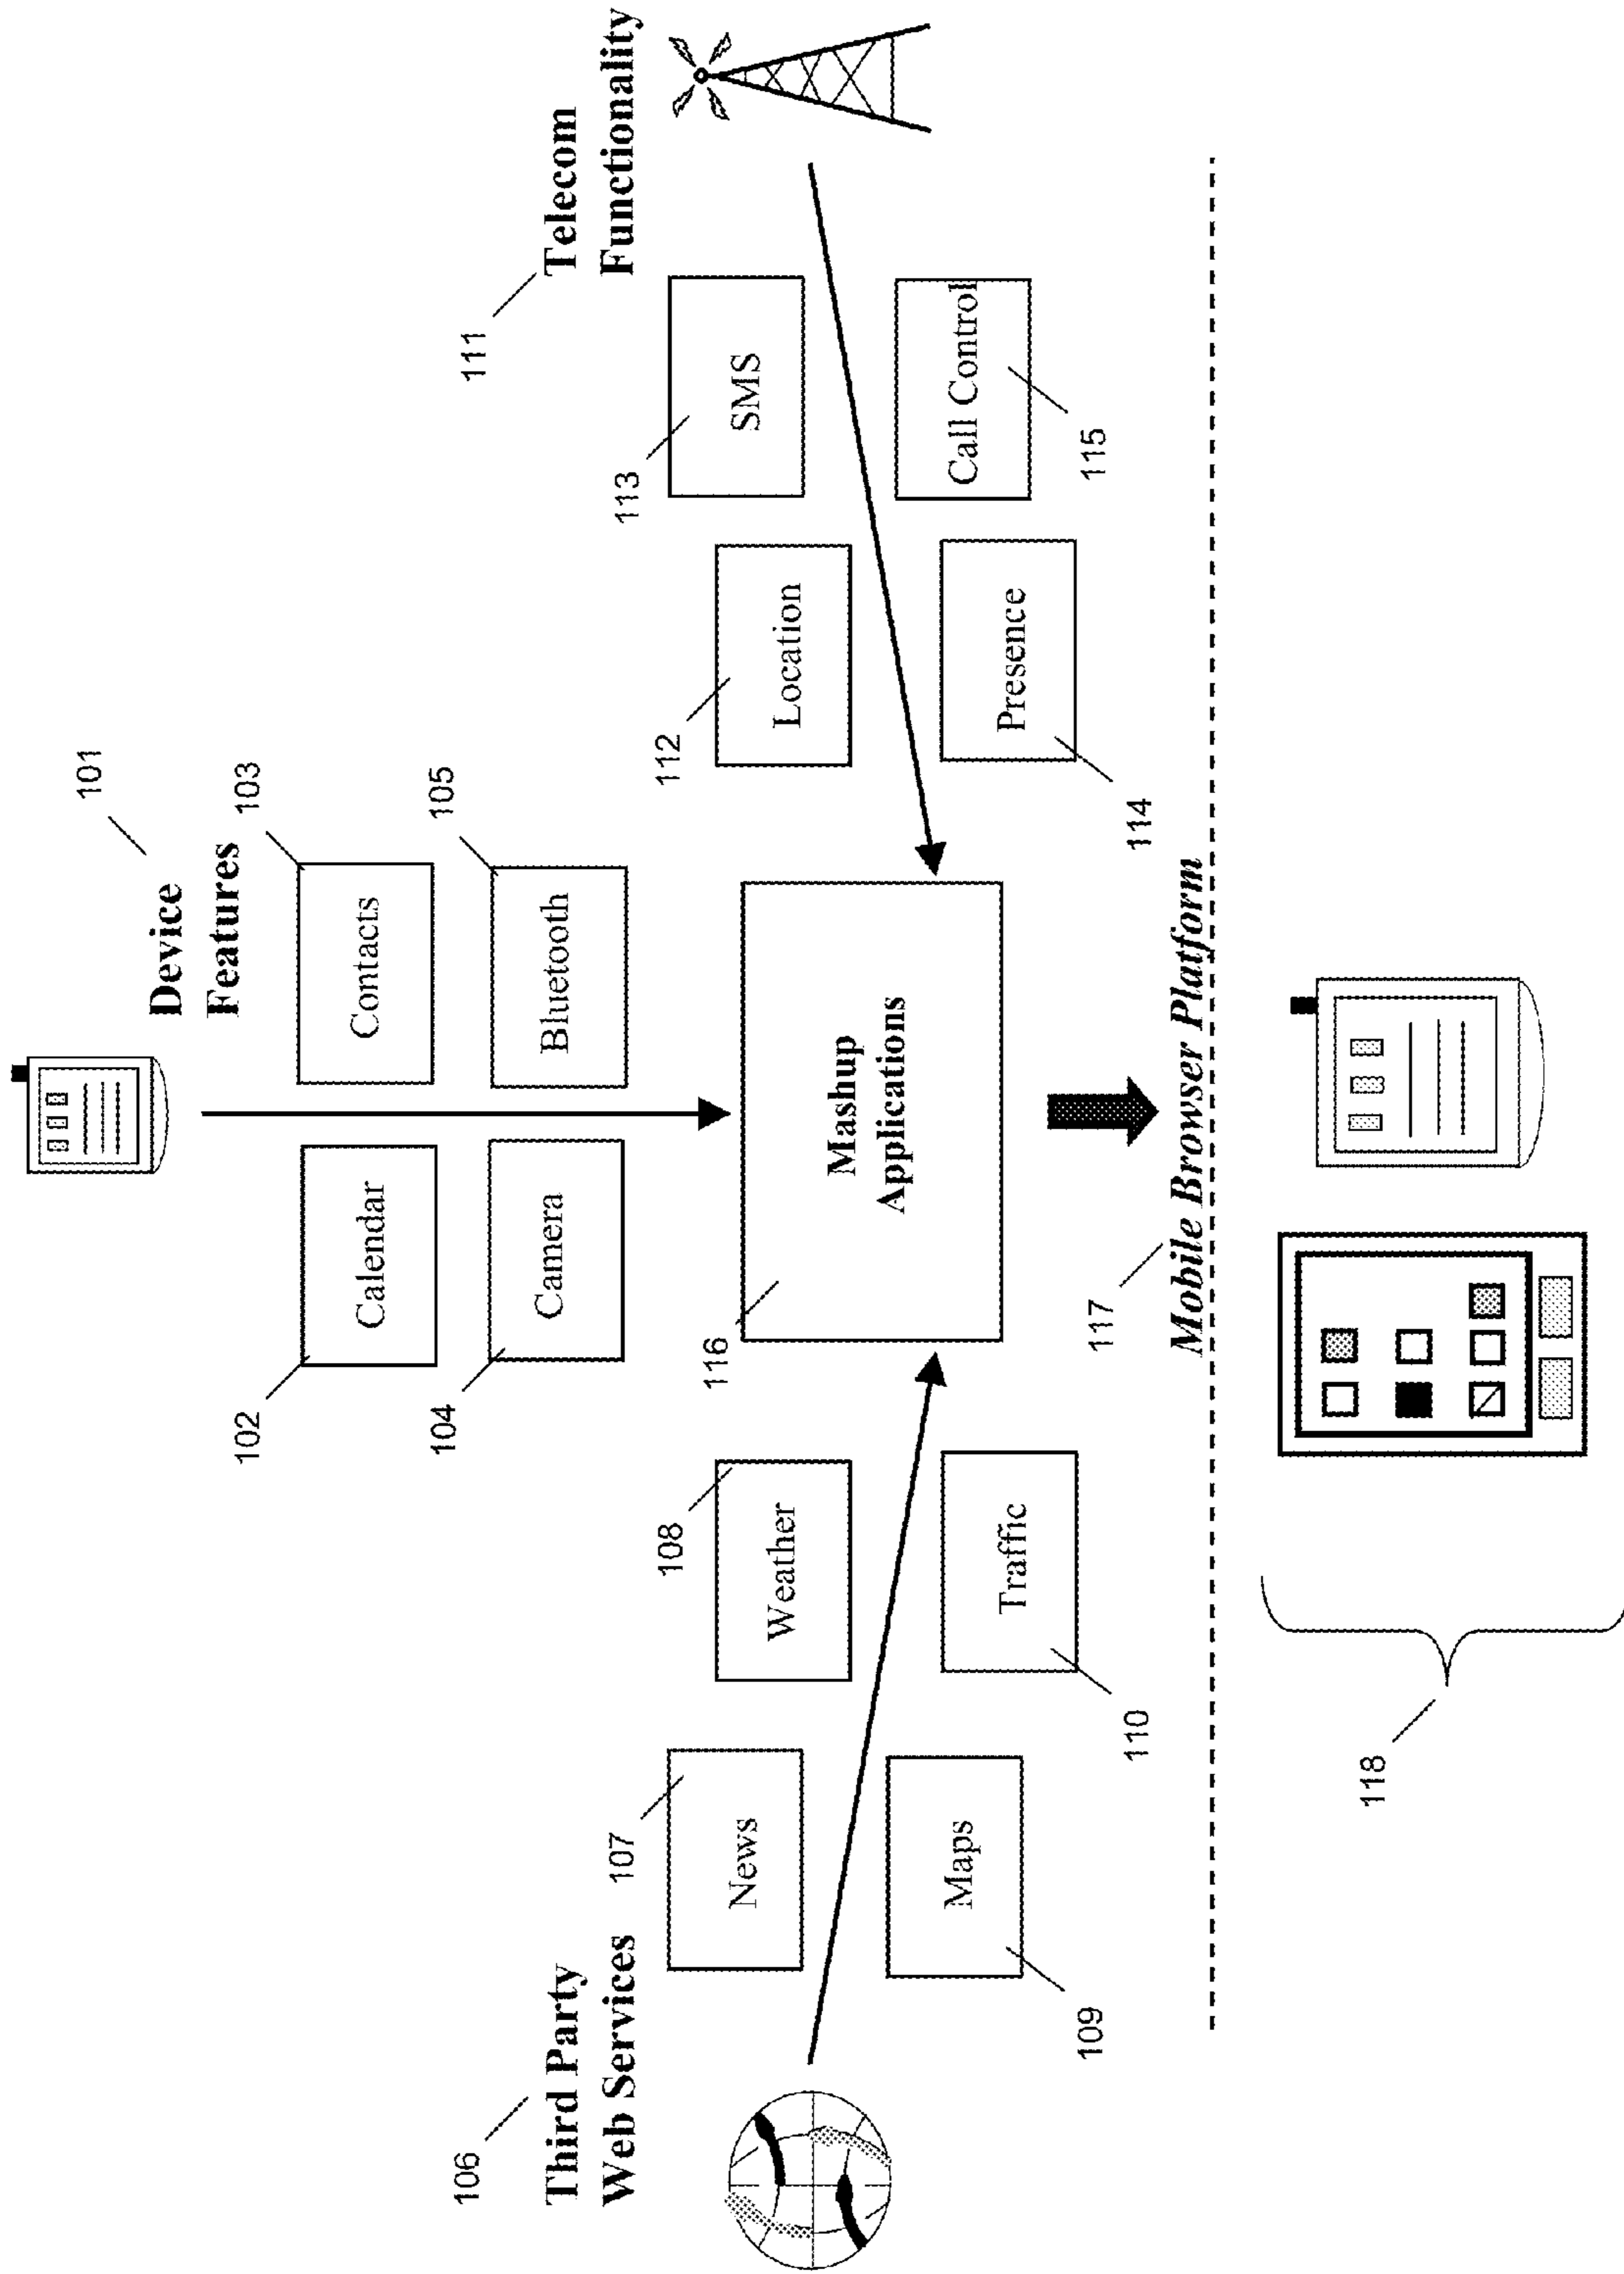 101
Device
Features
102
Calendar
Contacts
103
104
Camera
Bluetooth
105
106
Third Party
Web Services
107
News
108
Weather
109
Maps
110
Traffic
111
Telecom
Functionality
112
Location
113
SMS
114
Presence
115
Call Control
116
Mashup
Applications
117
Mobile Browser Platform
118